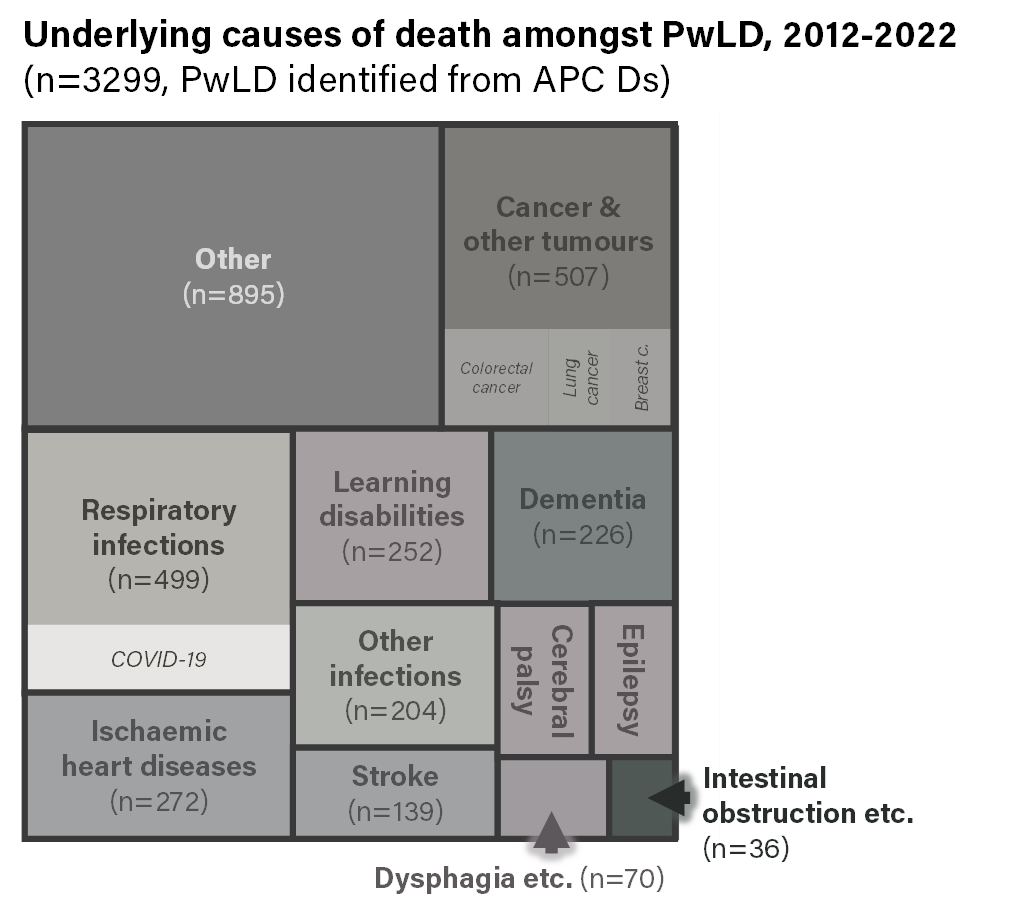 Underlying causes of death amongst PwLD, 2012-2022
(n=3299, PwLD identified from APC Ds)
Other
(n=895)
Cancer &
other tumours
(n=507)
Colorectal
cancer
Lung
cancer
Breast c.
Respiratory
infections
(n=499)
COVID-19
Learning
disabilities
(n=252)
Dementia
(n=226)
Other
infections
(n=204)
Cerebral
palsy
Epilepsy
Ischaemic
heart diseases
(n=272)
Stroke
(n=139)
Intestinal
obstruction etc.
(n=36)
Dysphagia etc. (n=70)